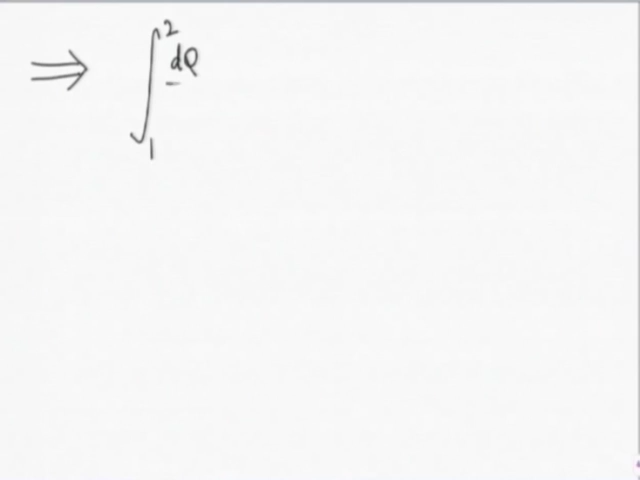 ⇒ ∫₁² dQ